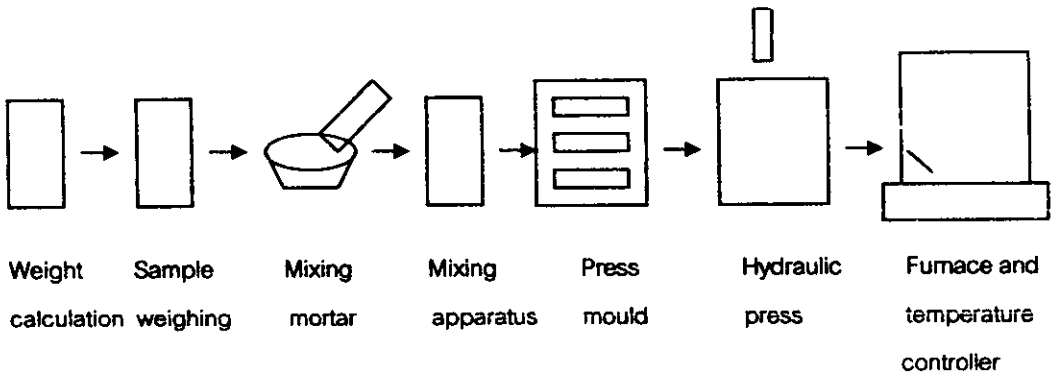 Weight calculation
Sample weighing
Mixing mortar
Mixing apparatus
Press mould
Hydraulic press
Furnace and temperature controller